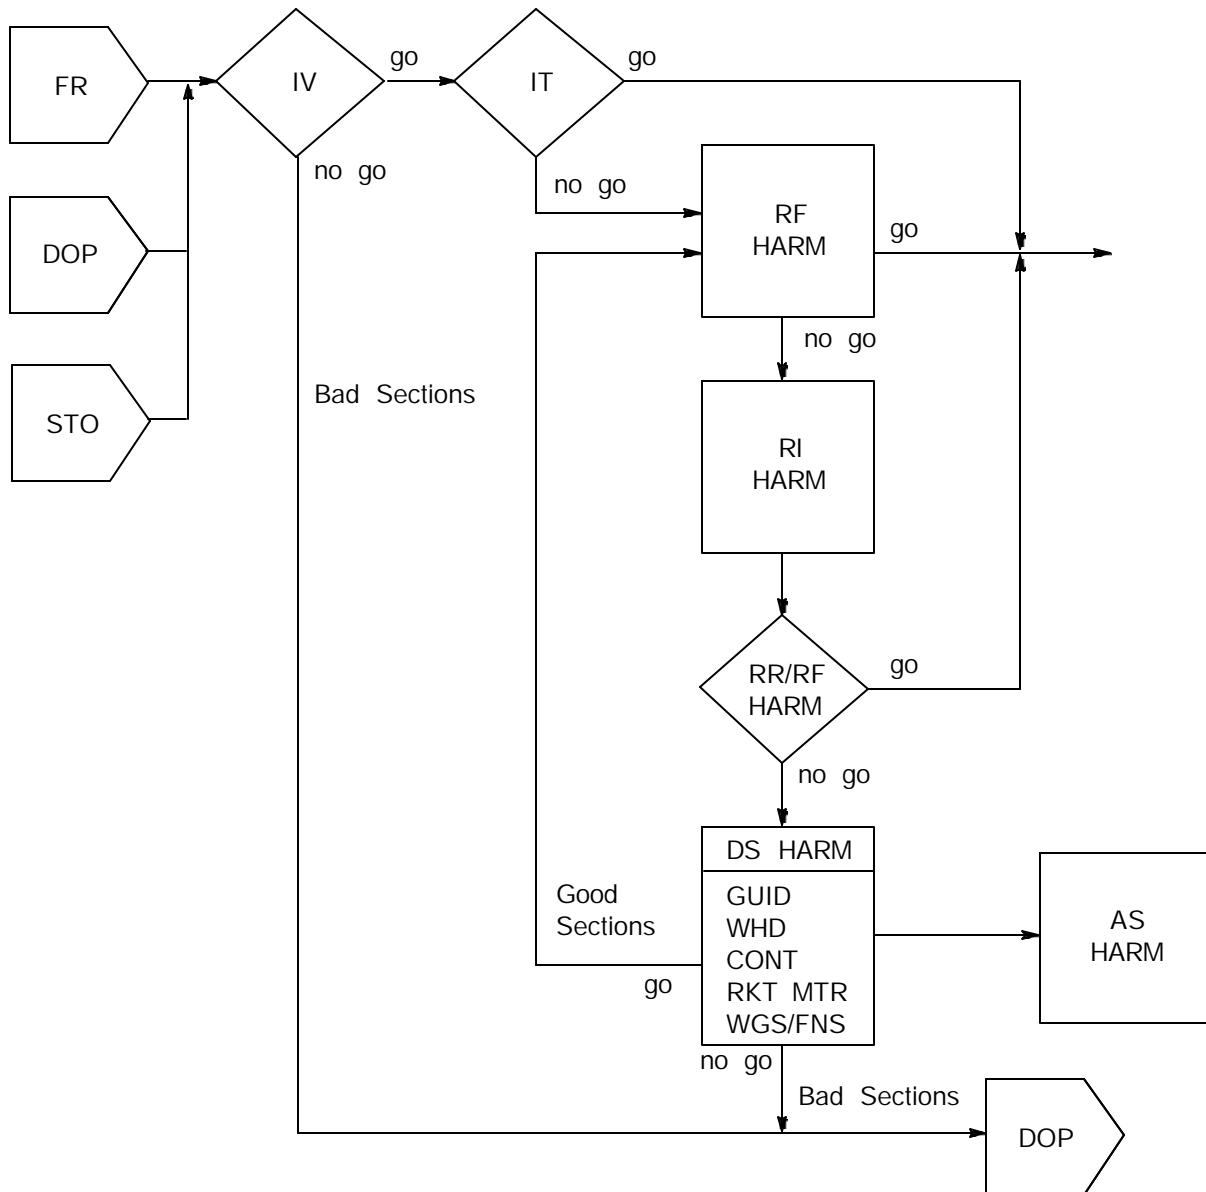 go
go
FR
IV
IT
no go
no go
RF
HARM
go
DOP
no go
STO
Bad Sections
RI
HARM
RR/RF
HARM
go
no go
DS HARM
Good
Sections
go
GUID
WHD
CONT
RKT MTR
WGS/FNS
AS
HARM
no go
Bad Sections
DOP